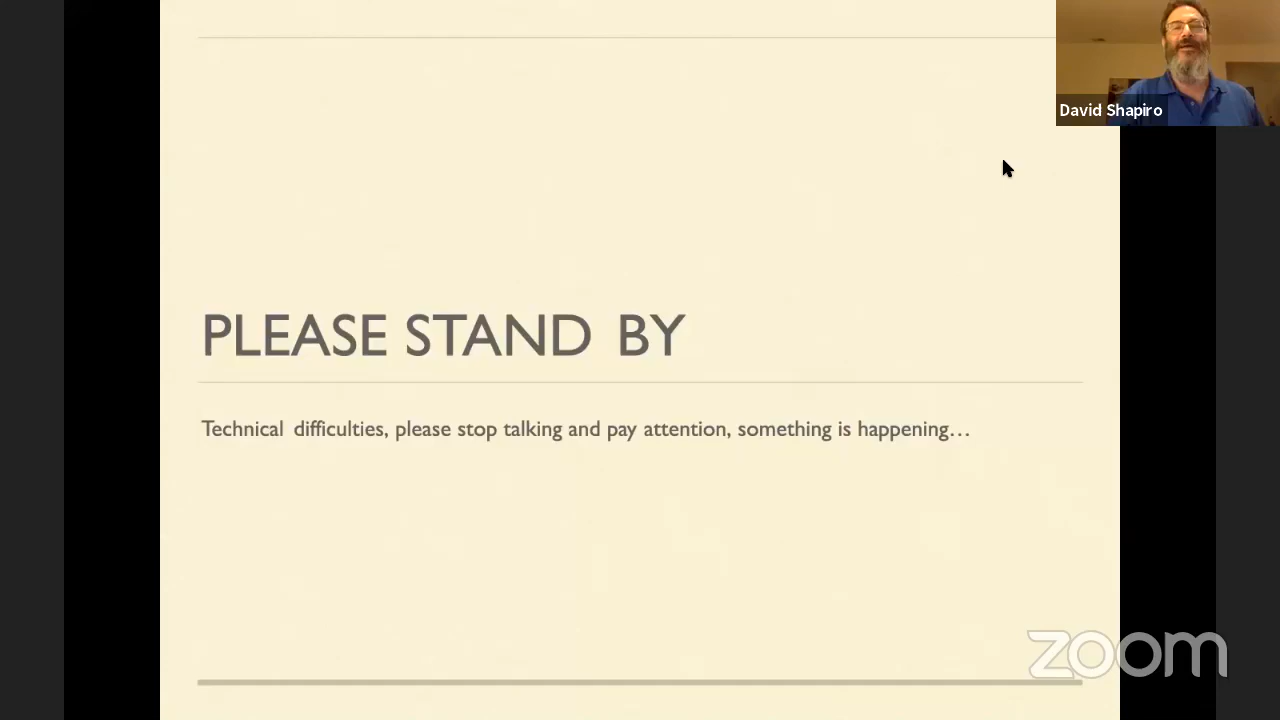 David Shapiro
PLEASE STAND BY
Technical difficulties, please stop talking and pay attention, something is happening…
zoom